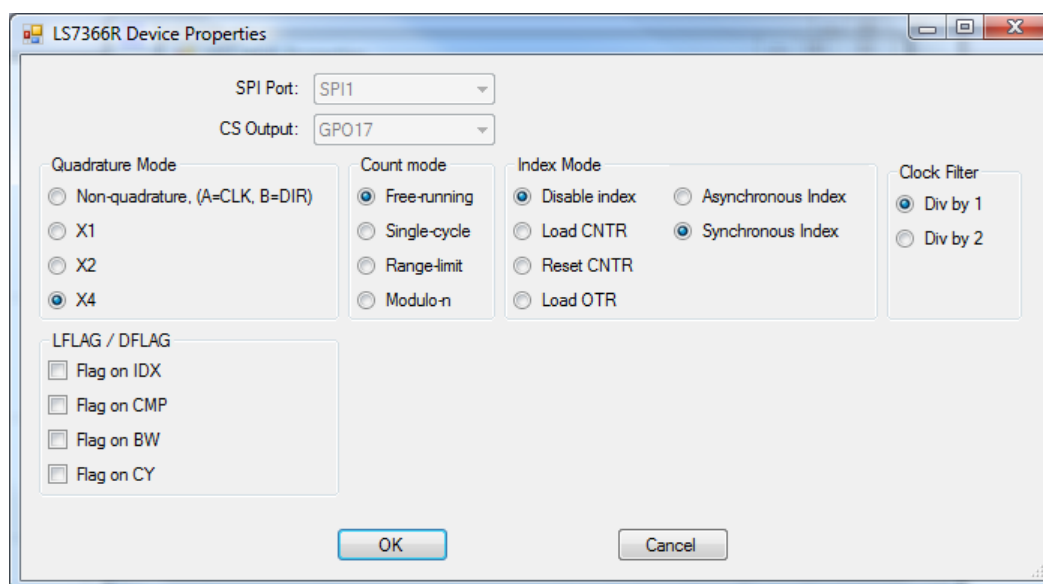 LS7366R Device Properties
SPI Port: SPI1
CS Output: GPO17
Quadrature Mode
Non-quadrature, (A=CLK, B=DIR)
X1
X2
X4
Count mode
Free-running
Single-cycle
Range-limit
Modulo-n
Index Mode
Disable index
Load CNTR
Reset CNTR
Load OTR
Asynchronous Index
Synchronous Index
Clock Filter
Div by 1
Div by 2
LFLAG / DFLAG
Flag on IDX
Flag on CMP
Flag on BW
Flag on CY
OK Cancel